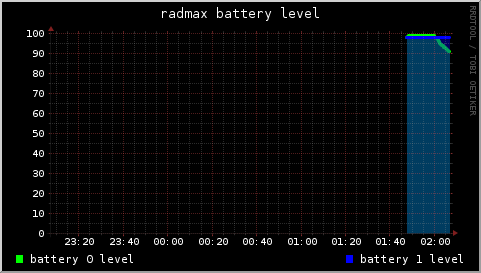 radmax battery level
RRDTOOL / TOBI OETIKER
100
90
80
70
60
50
40
30
20
10
0
23:20 23:40 00:00 00:20 00:40 01:00 01:20 01:40 02:00
battery 0 level battery 1 level